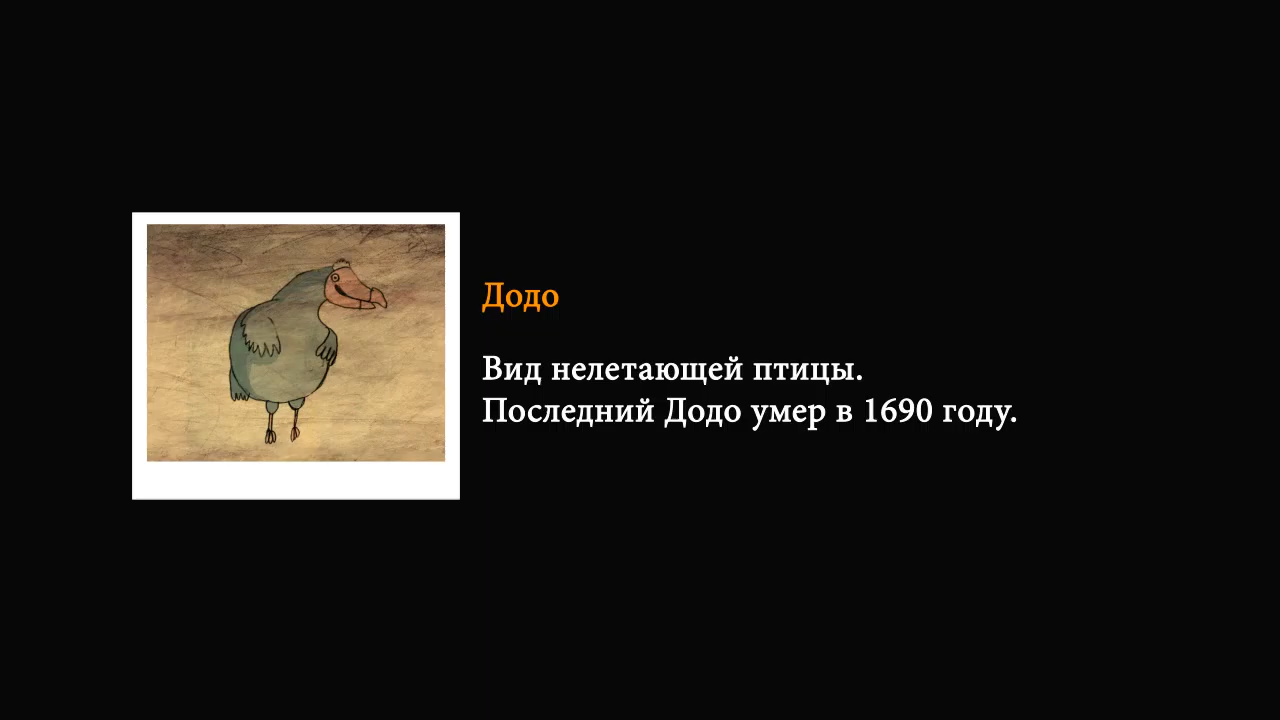 Додо
Вид нелетающей птицы.
Последний Додо умер в 1690 году.